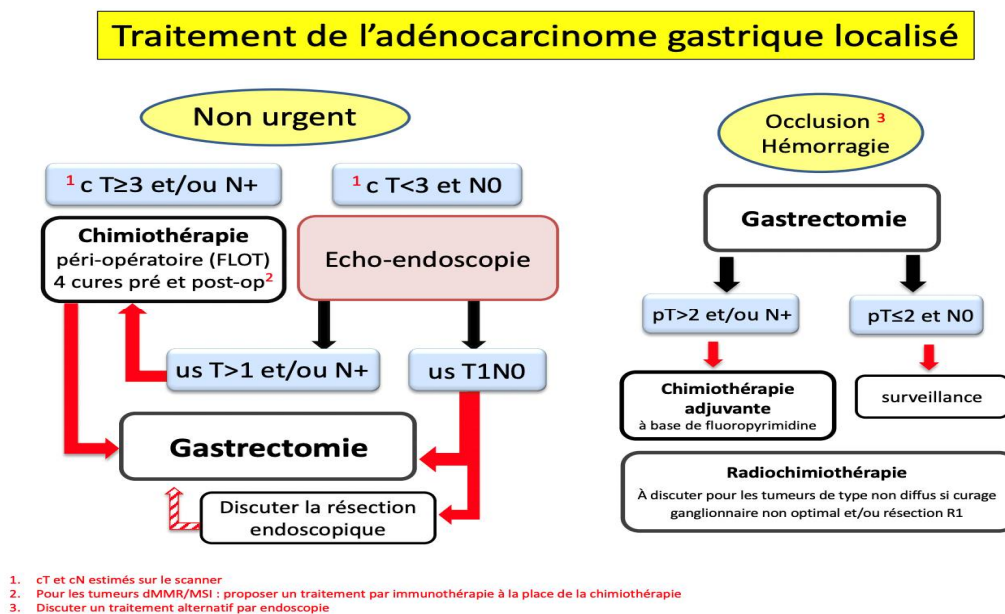 Traitement de l'adénocarcinome gastrique localisé
Non urgent
1 c T≥3 et/ou N+
1 c T<3 et N0
Chimiothérapie
péri-opératoire (FLOT)
4 cures pré et post-op2
Echo-endoscopie
us T>1 et/ou N+
us T1N0
Gastrectomie
Discuter la résection
endoscopique
Occlusion 3
Hémorragie
Gastrectomie
pT>2 et/ou N+
pT≤2 et N0
Chimiothérapie
adjuvante
à base de fluoropyrimidine
surveillance
Radiochimiothérapie
À discuter pour les tumeurs de type non diffus si curage
ganglionnaire non optimal et/ou résection R1
1. cT et cN estimés sur le scanner
2. Pour les tumeurs dMMR/MSI : proposer un traitement par immunothérapie à la place de la chimiothérapie
3. Discuter un traitement alternatif par endoscopie